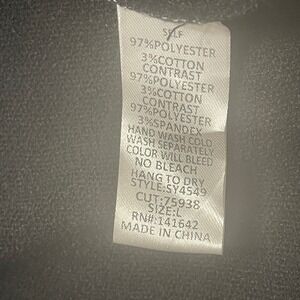 SELF
97%POLYESTER
3%COTTON
CONTRAST
97%POLYESTER
3%COTTON
CONTRAST
97%POLYESTER
3%SPANDEX
HAND WASH COLD
WASH SEPARATELY
COLOR WILL BLEED
NO BLEACH
HANG TO DRY
STYLE:SY4549
CUT:75938
SIZE:L
RN#:141642
MADE IN CHINA